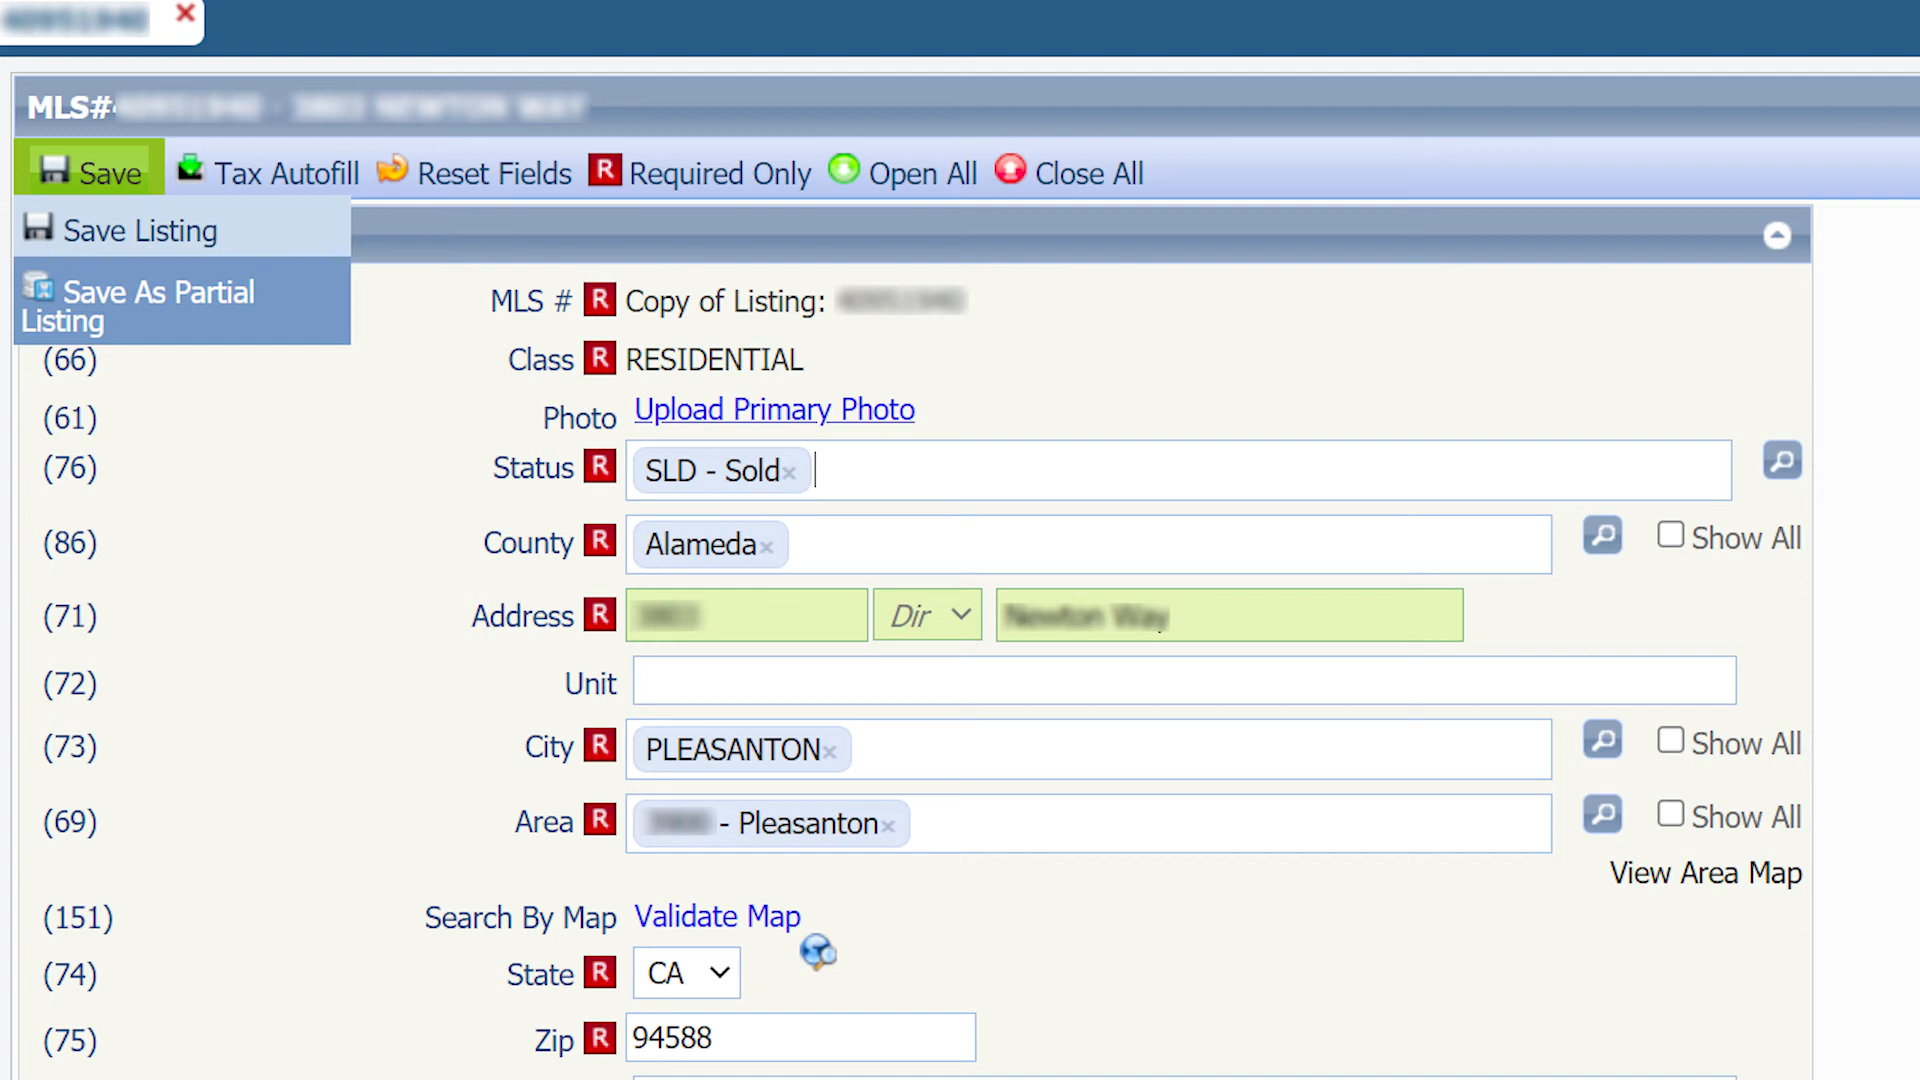 MLS#
Save Tax Autofill Reset Fields R Required Only Open All Close All
Save Listing
Save As Partial
Listing
MLS # R Copy of Listing:
(66) Class R RESIDENTIAL
(61) Photo Upload Primary Photo
(76) Status R SLD - Sold×
(86) County R Alameda× Show All
(71) Address R Dir
(72) Unit
(73) City R PLEASANTON× Show All
(69) Area R - Pleasanton× Show All
View Area Map
(151) Search By Map Validate Map
(74) State R CA
(75) Zip R 94588